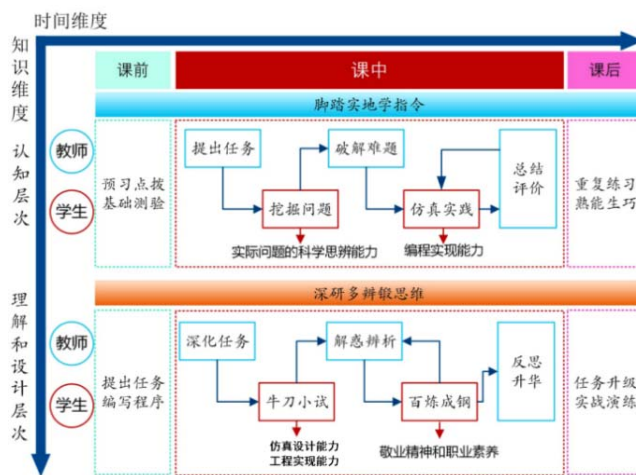 时间维度
知识维度
课前
课中
课后
脚踏实地学指令
认知层次
教师
学生
预习点拨
基础测验
提出任务
破解难题
总结
评价
挖掘问题
仿真实践
实际问题的科学思辨能力
编程实现能力
重复练习
熟能生巧
深研多辨锻思维
理解和设计层次
教师
学生
提出任务
编写程序
深化任务
解惑辨析
反思
升华
牛刀小试
百炼成钢
仿真设计能力
工程实现能力
敬业精神和职业素养
任务升级
实战演练